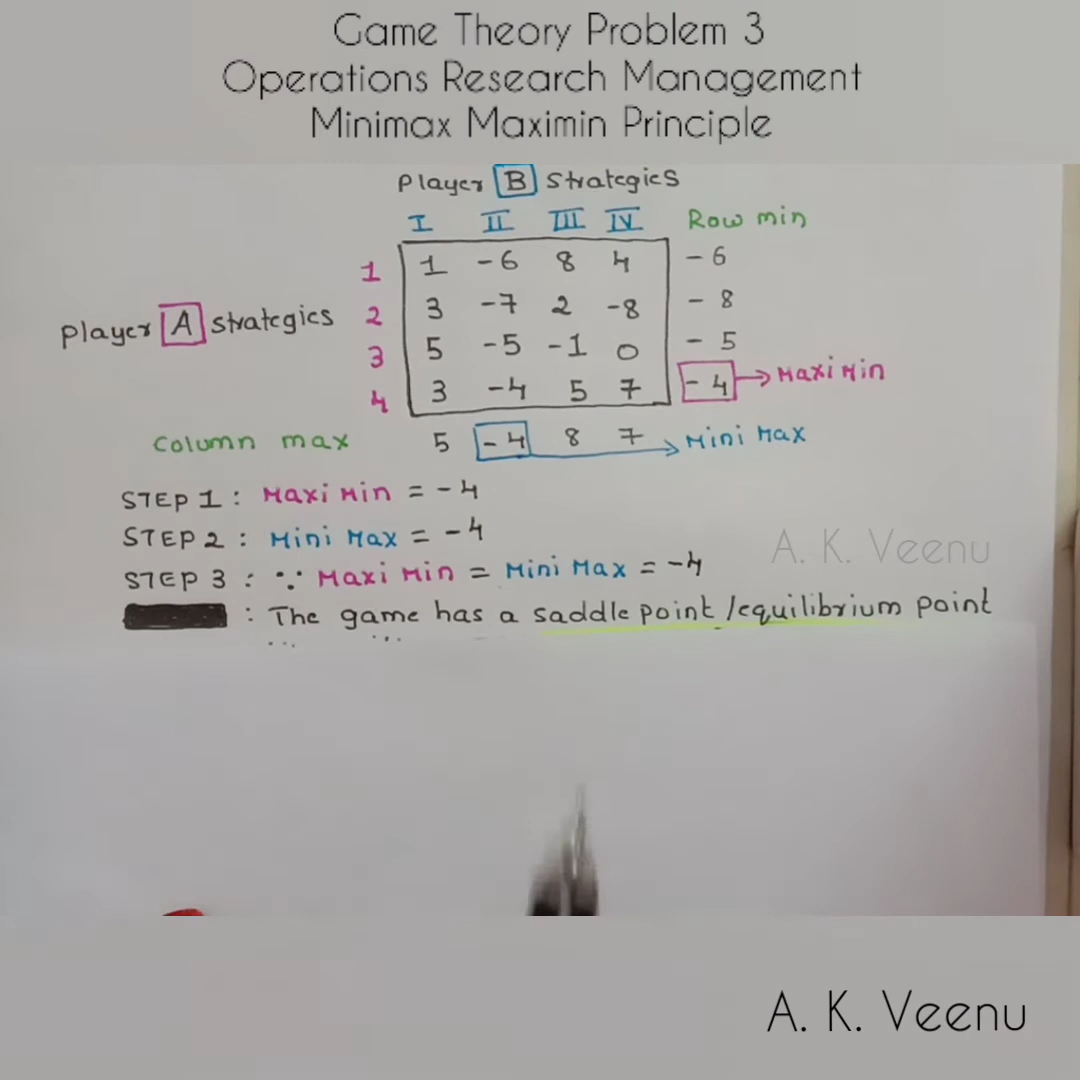 Game Theory Problem 3
Operations Research Management
Minimax Maximin Principle
Player B Strategies
I II III IV Row min
1 1 -6 8 4 -6
2 3 -7 2 -8 -8
Player A strategies
3 5 -5 -1 0 -5
4 3 -4 5 7 -4 → Maxi Min
Column max 5 -4 8 7 → Mini Max
STEP 1 : Maxi Min = -4
STEP 2 : Mini Max = -4
A. K. Veenu
STEP 3 : ∵ Maxi Min = Mini Max = -4
: The game has a saddle point /equilibrium point
A. K. Veenu